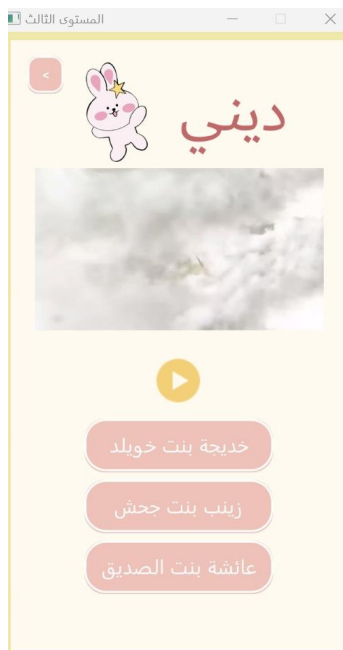 المستوى الثالث
<
ديني
خديجة بنت خويلد
زينب بنت جحش
عائشة بنت الصديق